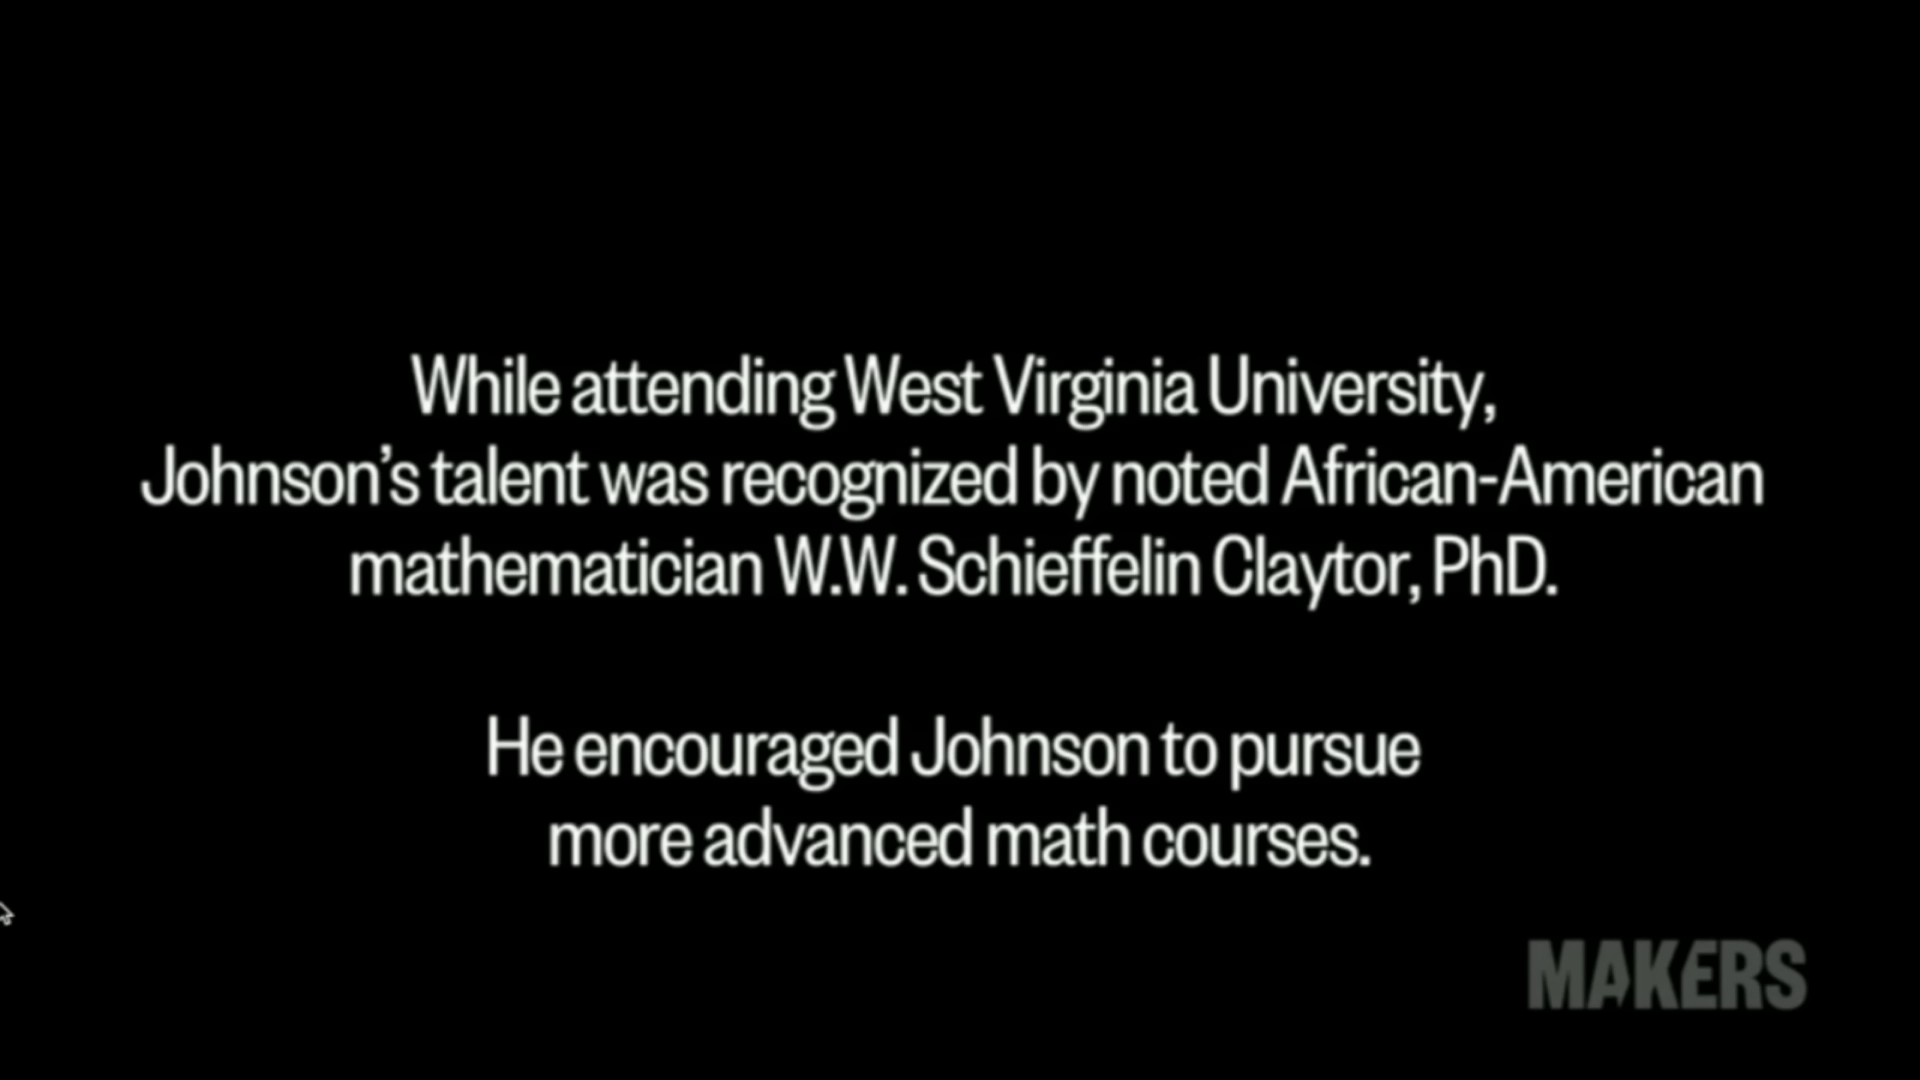 While attending West Virginia University,
Johnson’s talent was recognized by noted African-American
mathematician W.W. Schieffelin Claytor, PhD.
He encouraged Johnson to pursue
more advanced math courses.
MAKERS